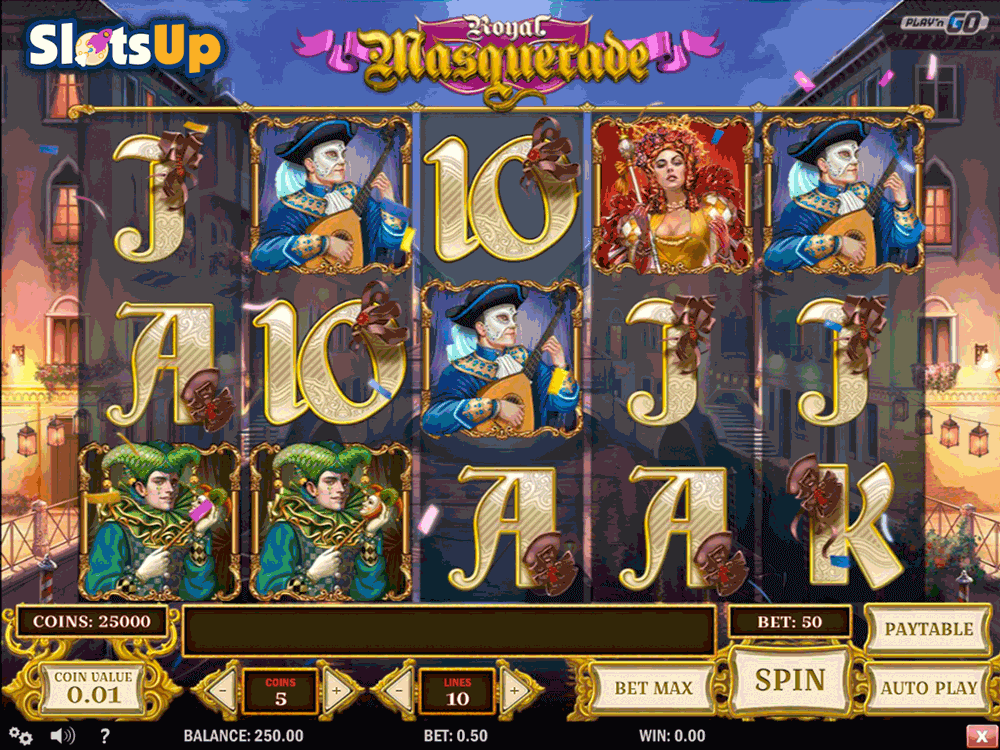 SlotsUp
Royal
Masquerade
PLAY'n GO
J
10
A
10
J
J
A
A
K
COINS: 25000
BET: 50
PAYTABLE
COIN VALUE
0.01
COINS
5
LINES
10
-
+
-
+
BET MAX
SPIN
AUTO PLAY
?
BALANCE: 250.00
BET: 0.50
WIN: 0.00
X